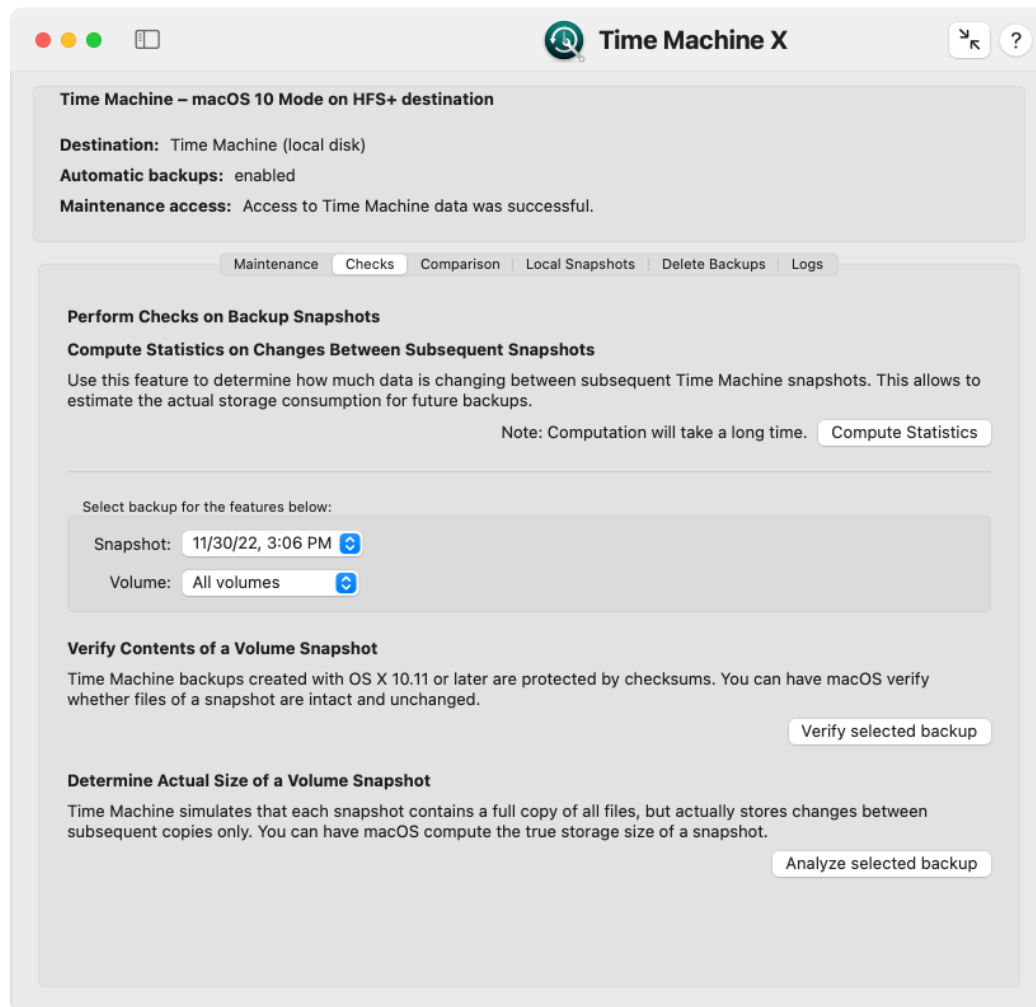 Time Machine X
?
Time Machine – macOS 10 Mode on HFS+ destination
Destination: Time Machine (local disk)
Automatic backups: enabled
Maintenance access: Access to Time Machine data was successful.
Maintenance Checks Comparison Local Snapshots Delete Backups Logs
Perform Checks on Backup Snapshots
Compute Statistics on Changes Between Subsequent Snapshots
Use this feature to determine how much data is changing between subsequent Time Machine snapshots. This allows to
estimate the actual storage consumption for future backups.
Note: Computation will take a long time. Compute Statistics
Select backup for the features below:
Snapshot: 11/30/22, 3:06 PM
Volume: All volumes
Verify Contents of a Volume Snapshot
Time Machine backups created with OS X 10.11 or later are protected by checksums. You can have macOS verify
whether files of a snapshot are intact and unchanged.
Verify selected backup
Determine Actual Size of a Volume Snapshot
Time Machine simulates that each snapshot contains a full copy of all files, but actually stores changes between
subsequent copies only. You can have macOS compute the true storage size of a snapshot.
Analyze selected backup